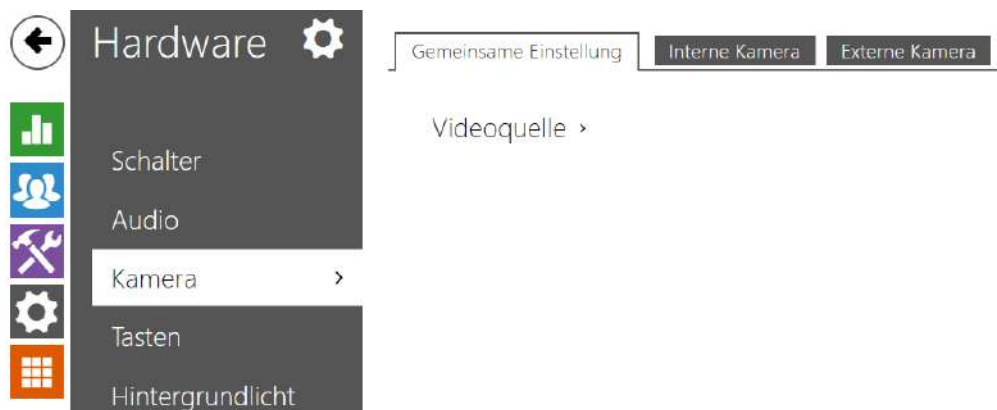 Hardware
Schalter
Audio
Kamera
Tasten
Hintergrundlicht
Gemeinsame Einstellung
Interne Kamera
Externe Kamera
Videoquelle